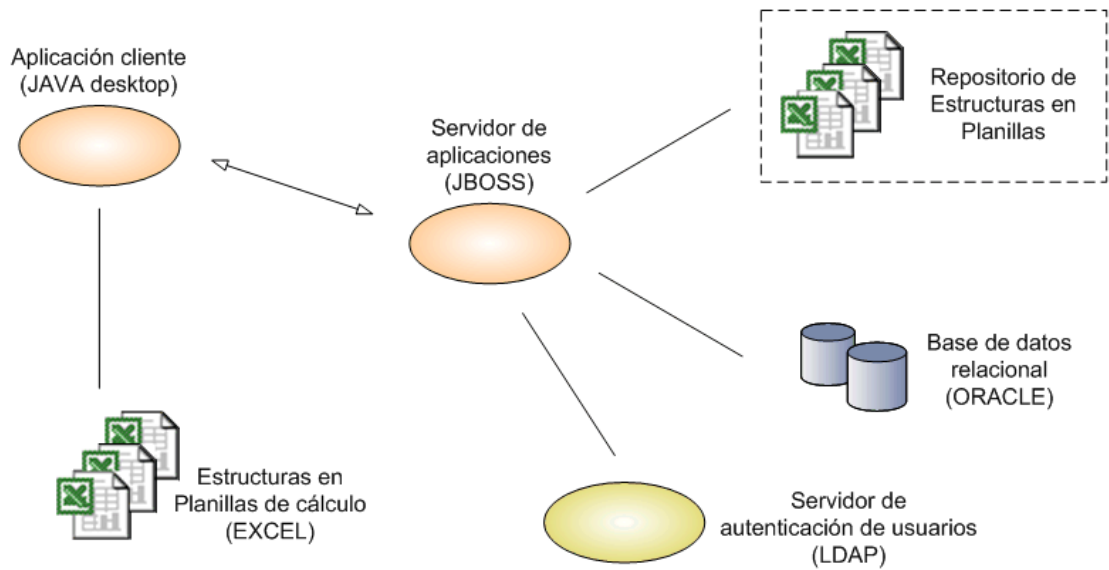 Aplicación cliente
(JAVA desktop)
Servidor de
aplicaciones
(JBOSS)
Repositorio de
Estructuras en
Planillas
Base de datos
relacional
(ORACLE)
Estructuras en
Planillas de cálculo
(EXCEL)
Servidor de
autenticación de usuarios
(LDAP)